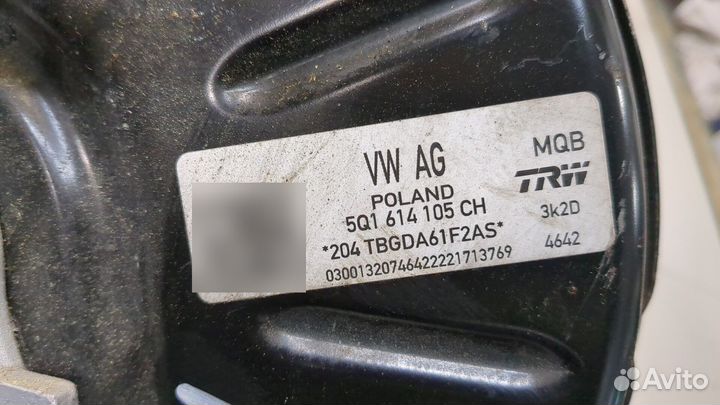 VW AG
POLAND
5Q1 614 105 CH
*204 TBGDA61F2AS*
03001320746422221713769
MQB
TRW
3k2D
4642
Avito